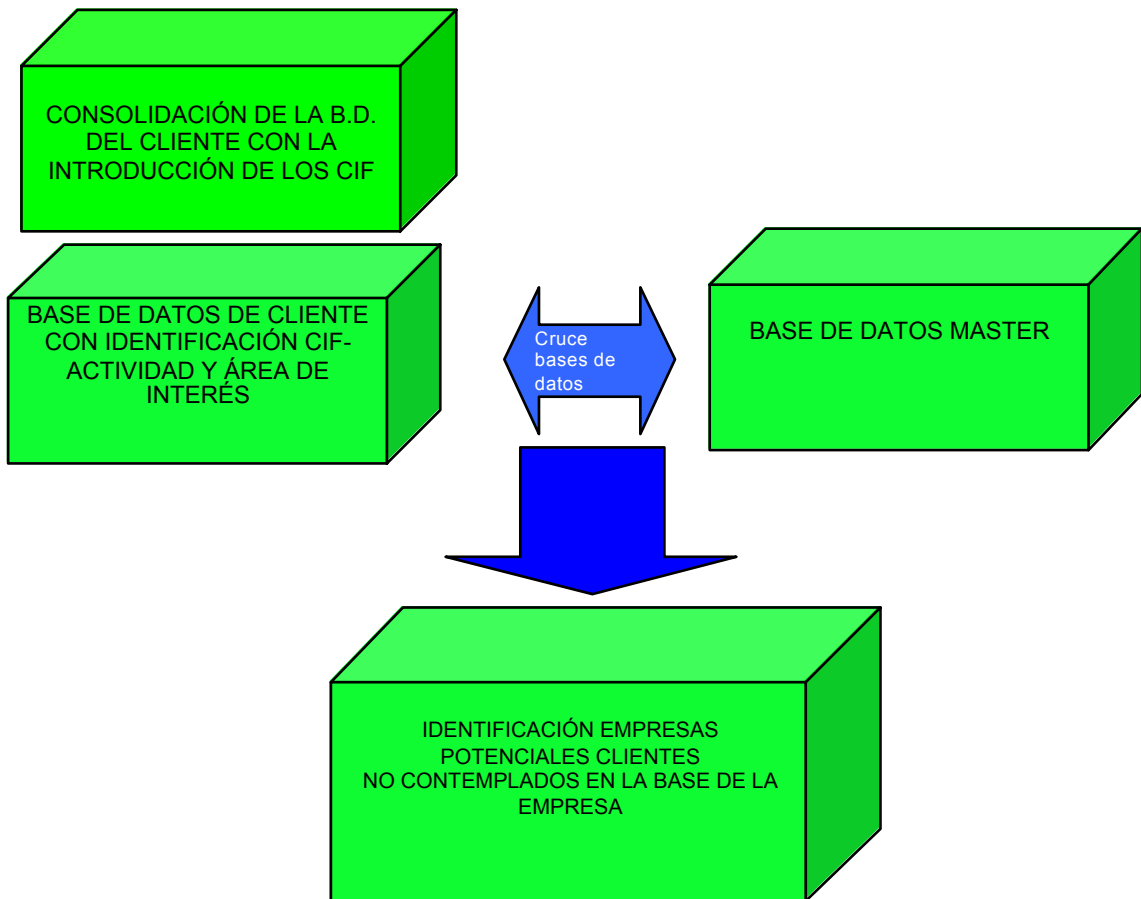 CONSOLIDACIÓN DE LA B.D.
DEL CLIENTE CON LA
INTRODUCCIÓN DE LOS CIF
BASE DE DATOS DE CLIENTE
CON IDENTIFICACIÓN CIF-
ACTIVIDAD Y ÁREA DE
INTERÉS
Cruce
bases de
datos
BASE DE DATOS MASTER
IDENTIFICACIÓN EMPRESAS
POTENCIALES CLIENTES
NO CONTEMPLADOS EN LA BASE DE LA
EMPRESA